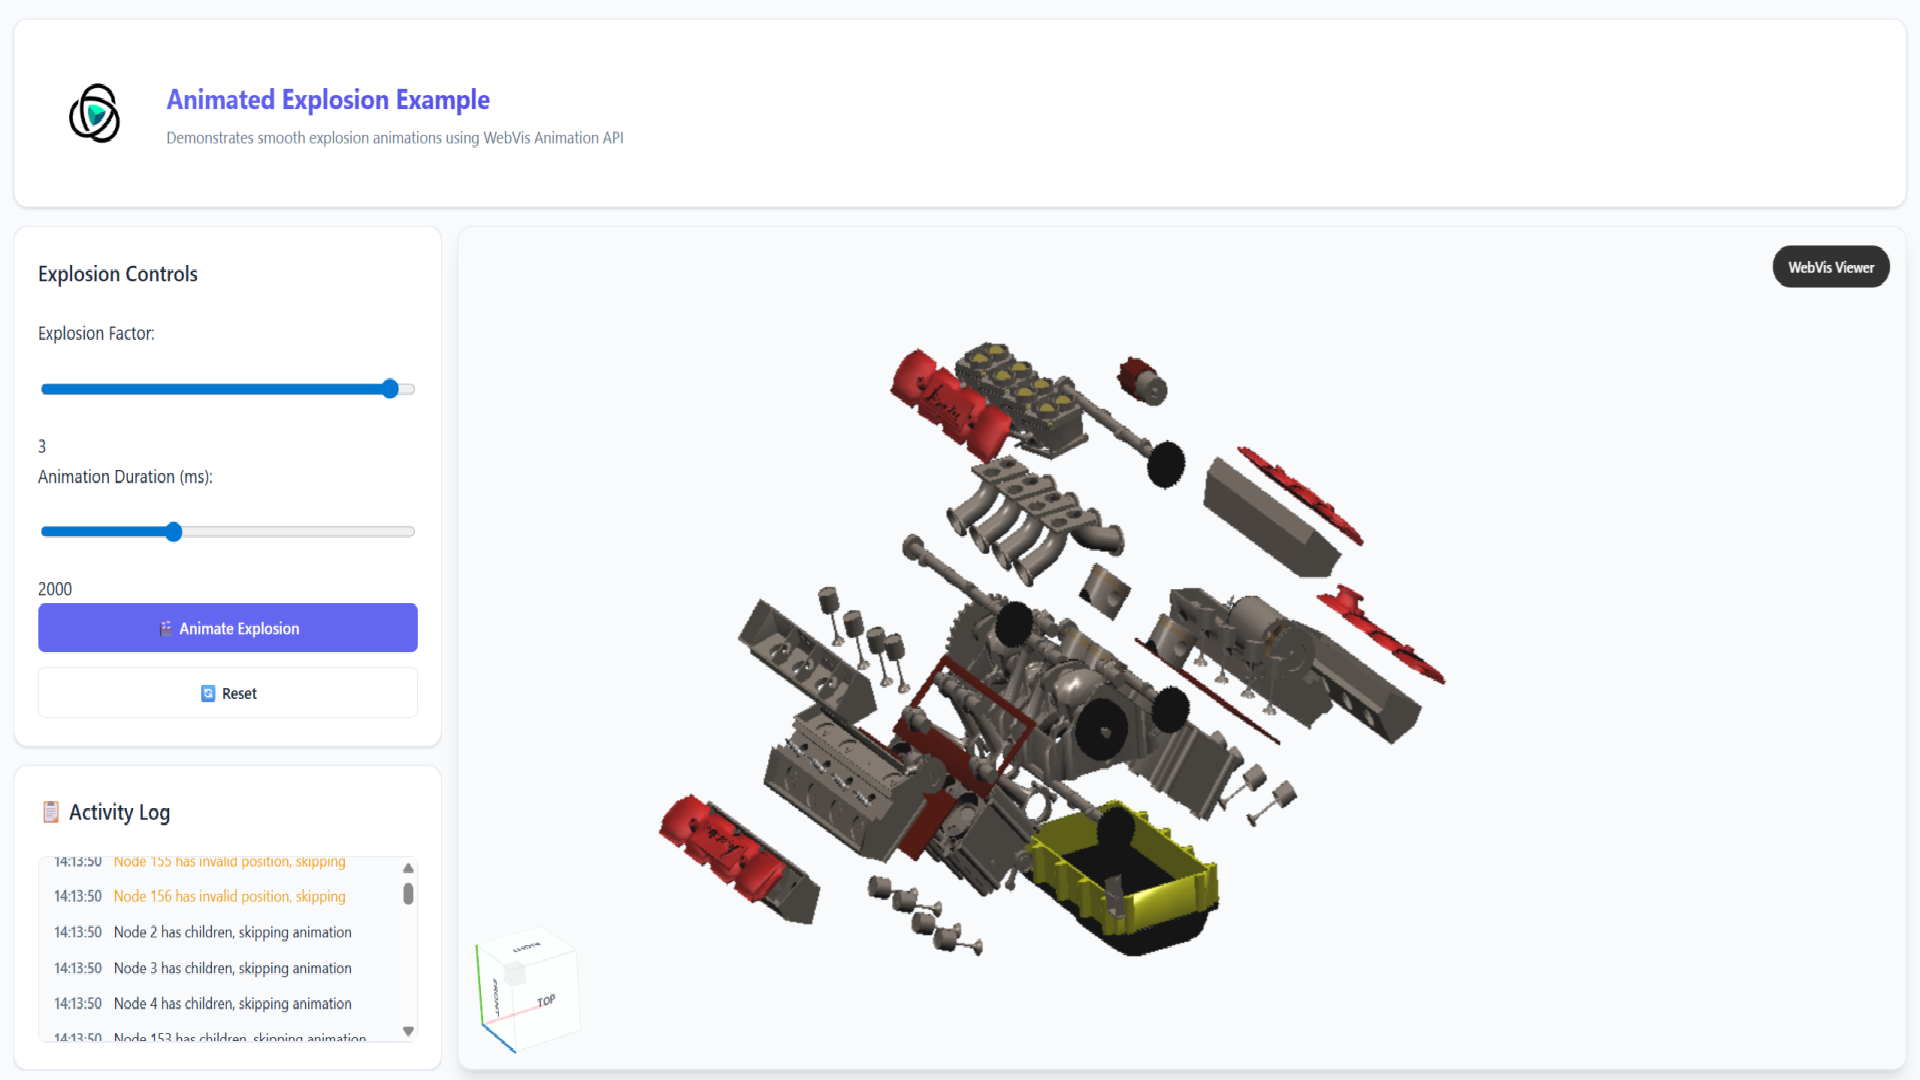 Animated Explosion Example
Demonstrates smooth explosion animations using WebVis Animation API
Explosion Controls
Explosion Factor:
3
Animation Duration (ms):
2000
Animate Explosion
Reset
Activity Log
14:13:50 Node 155 has invalid position, skipping
14:13:50 Node 156 has invalid position, skipping
14:13:50 Node 2 has children, skipping animation
14:13:50 Node 3 has children, skipping animation
14:13:50 Node 4 has children, skipping animation
14:13:50 Node 153 has children, skipping animation
WebVis Viewer
RIGHT
FRONT
TOP